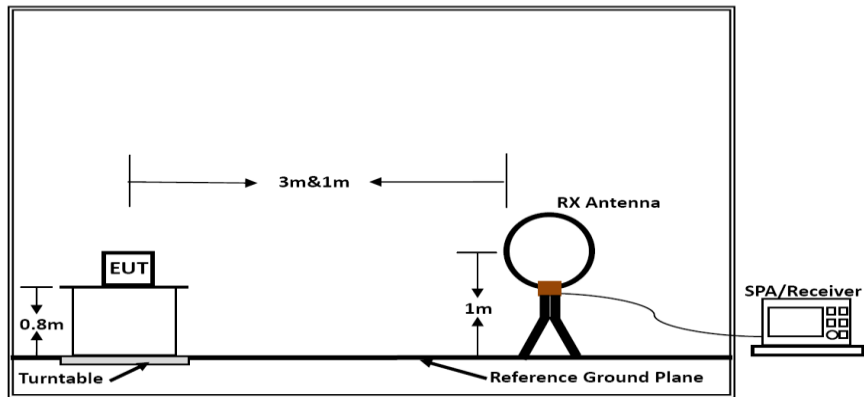 3m&1m
RX Antenna
EUT
SPA/Receiver
0.8m
1m
Turntable
Reference Ground Plane